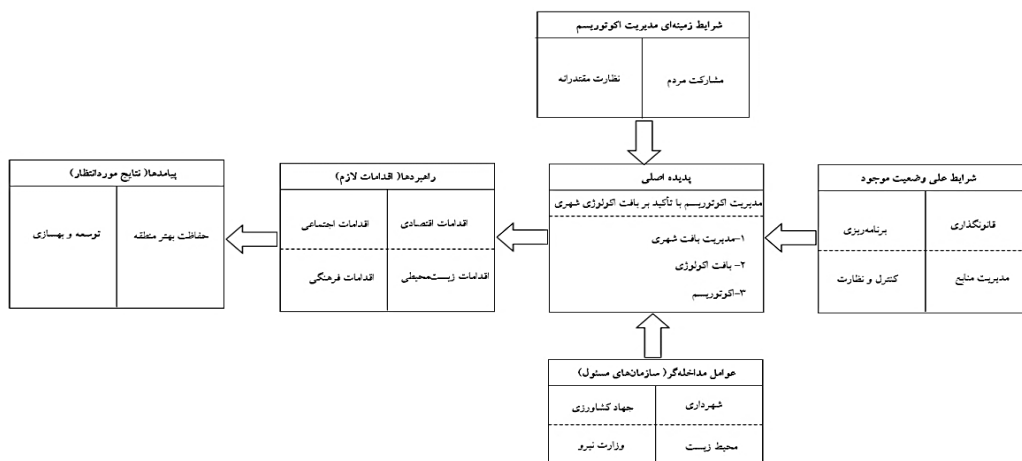 شرایط زمینه‌ای مدیریت اکوتوریسم
مشارکت مردم
نظارت مقتدرانه
شرایط علی وضعیت موجود
قانونگذاری
برنامه‌ریزی
مدیریت منابع
کنترل و نظارت
پدیده اصلی
مدیریت اکوتوریسم با تأکید بر بافت اکولوژی شهری
۱-مدیریت بافت شهری
۲- بافت اکولوژی
۳-اکوتوریسم
راهبردها( اقدامات لازم)
اقدامات اقتصادی
اقدامات اجتماعی
اقدامات زیست‌محیطی
اقدامات فرهنگی
پیامدها( نتایج موردانتظار)
حفاظت بهتر منطقه
توسعه و بهسازی
عوامل مداخله‌گر( سازمان‌های مسئول)
شهرداری
جهاد کشاورزی
محیط زیست
وزارت نیرو